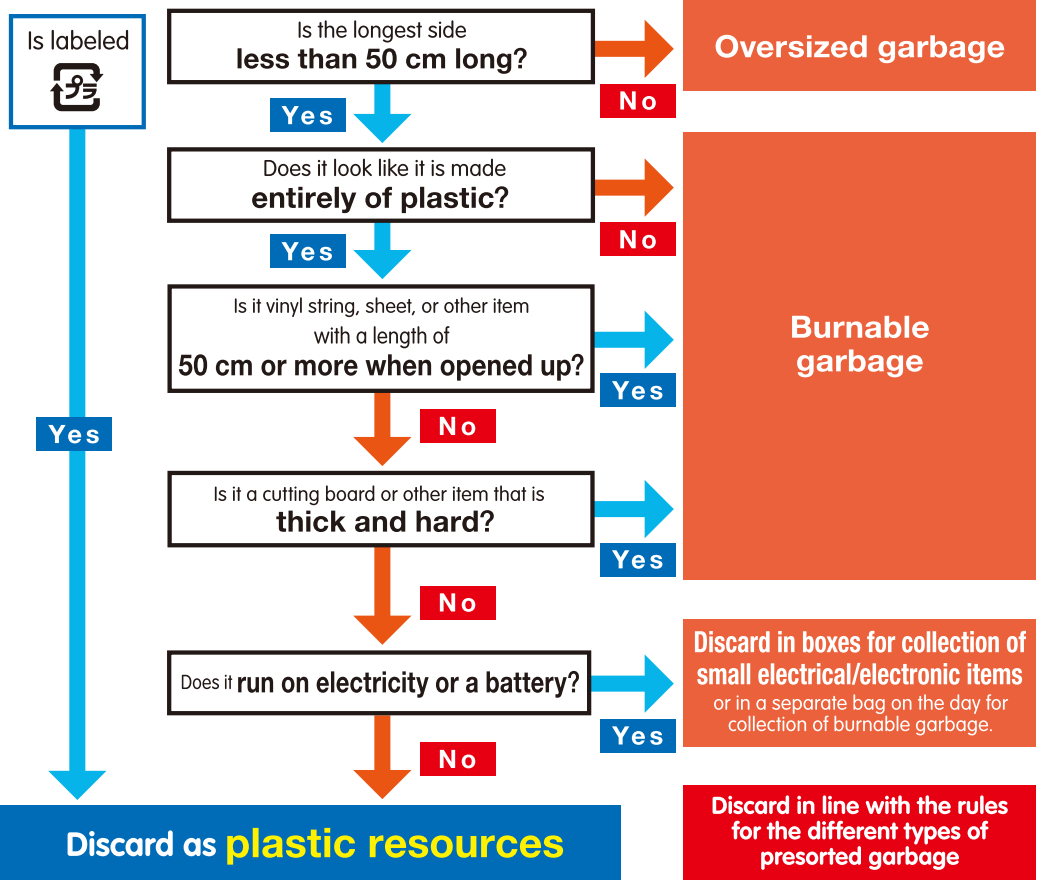 Is labeled
プラ
Is the longest side
less than 50 cm long?
No
Oversized garbage
Yes
Does it look like it is made
entirely of plastic?
No
Yes
Is it vinyl string, sheet, or other item
with a length of
50 cm or more when opened up?
Yes
Burnable
garbage
No
Yes
Is it a cutting board or other item that is
thick and hard?
Yes
No
Does it run on electricity or a battery?
Yes
Discard in boxes for collection of
small electrical/electronic items
or in a separate bag on the day for
collection of burnable garbage.
No
Discard as plastic resources
Discard in line with the rules
for the different types of
presorted garbage